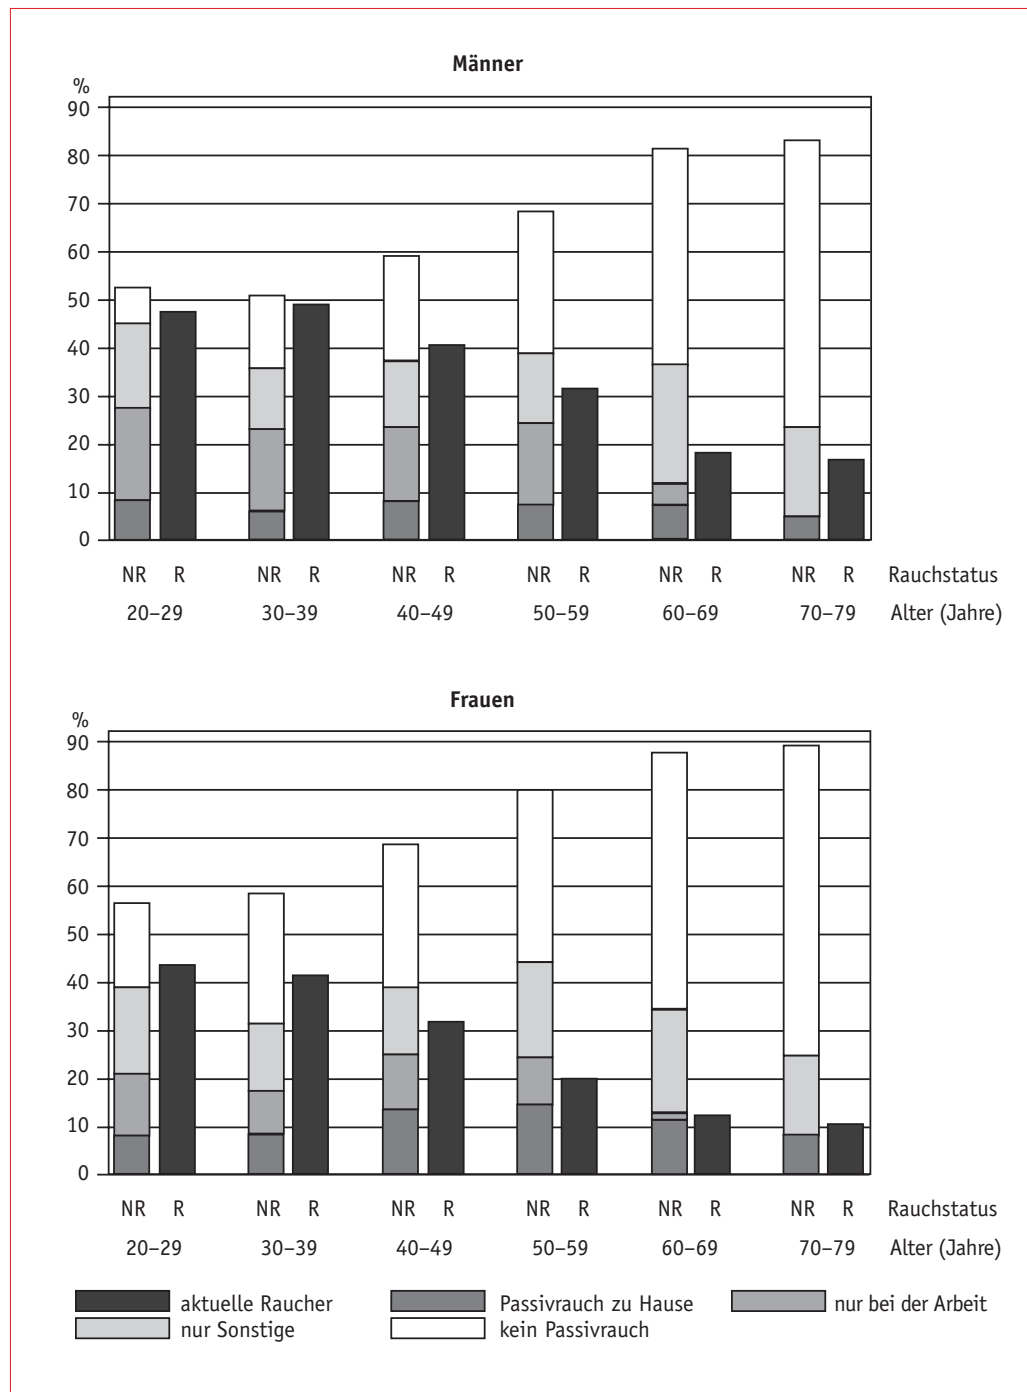 Männer
%
90
80
70
60
50
40
30
20
10
0
NR R NR R NR R NR R NR R NR R Rauchstatus
20–29 30–39 40–49 50–59 60–69 70–79 Alter (Jahre)
Frauen
%
90
80
70
60
50
40
30
20
10
0
NR R NR R NR R NR R NR R NR R Rauchstatus
20–29 30–39 40–49 50–59 60–69 70–79 Alter (Jahre)
aktuelle Raucher Passivrauch zu Hause nur bei der Arbeit
nur Sonstige kein Passivrauch